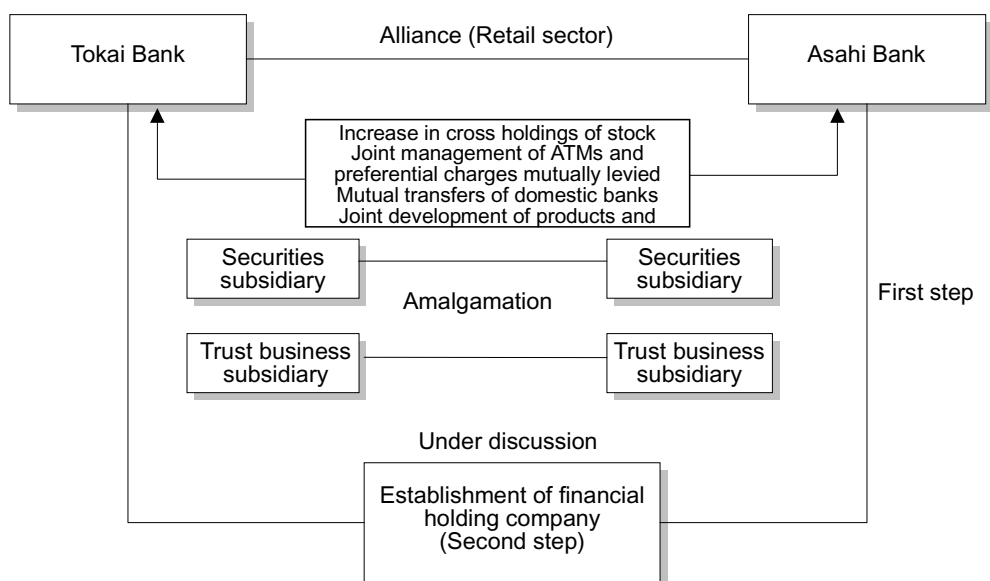 Alliance (Retail sector)
Tokai Bank
Asahi Bank
Increase in cross holdings of stock
Joint management of ATMs and
preferential charges mutually levied
Mutual transfers of domestic banks
Joint development of products and
Securities
subsidiary
Securities
subsidiary
Amalgamation
First step
Trust business
subsidiary
Trust business
subsidiary
Under discussion
Establishment of financial
holding company
(Second step)